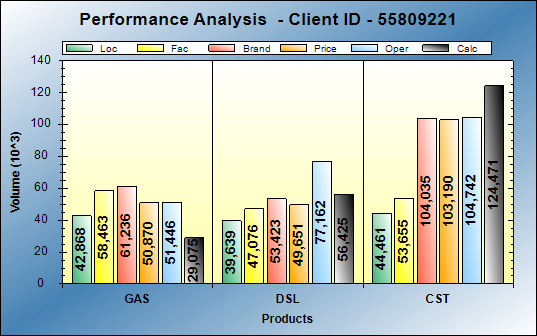 Performance Analysis - Client ID - 55809221
Loc Fac Brand Price Oper Calc
Volume (10^3)
140
120
100
80
60
40
20
0
42,868 58,463 61,236 50,870 51,446 29,075
39,639 47,076 53,423 49,651 77,162 56,425
44,461 53,655 104,035 103,190 104,742 124,471
GAS DSL CST
Products